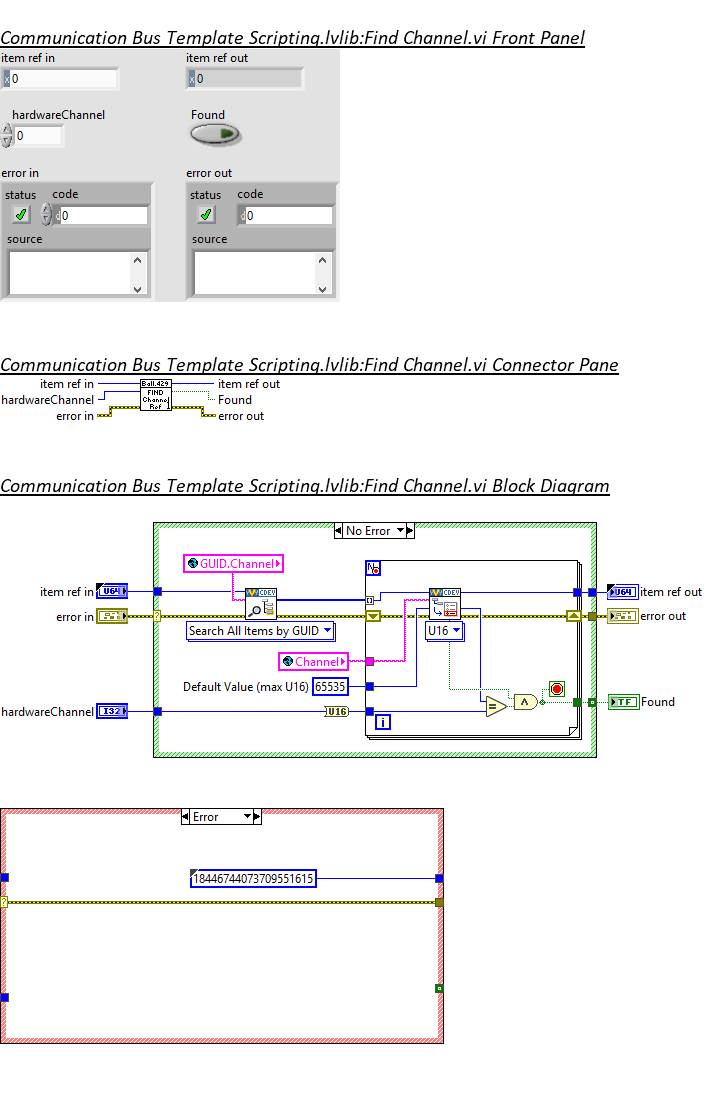 Communication Bus Template Scripting.lvlib:Find Channel.vi Front Panel
item ref in
item ref out
x 0
x 0
hardwareChannel
Found
0
error in
error out
status code
status code
d 0
d 0
source
source
Communication Bus Template Scripting.lvlib:Find Channel.vi Connector Pane
item ref in
Ball.429
item ref out
hardwareChannel
FIND
Channel
Ref
Found
error in
error out
Communication Bus Template Scripting.lvlib:Find Channel.vi Block Diagram
No Error
GUID.Channel
N
item ref in
U64
CDEV
CDEV
U64
item ref out
error in
?
error out
Search All Items by GUID
U16
Channel
Default Value (max U16)
65535
hardwareChannel
I32
U16
i
=
TF
Found
Error
18446744073709551615
?